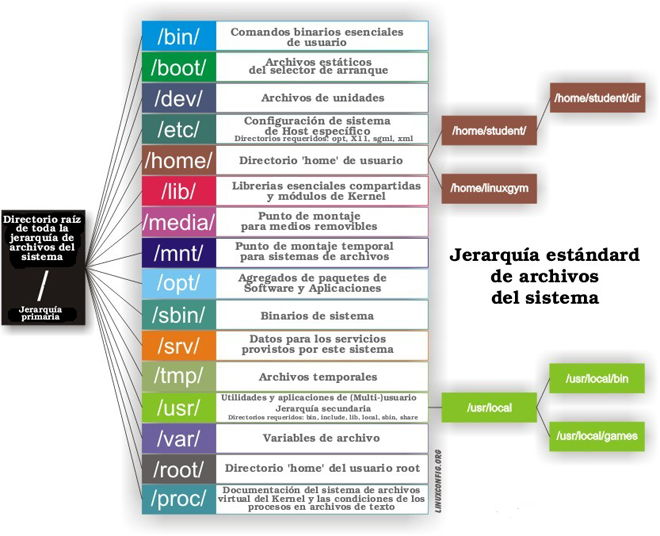 Directorio raíz
de toda la
jerarquía de
archivos del
sistema
/
Jerarquía
primaria
/bin/
Comandos binarios esenciales
de usuario
/boot/
Archivos estáticos
del selector de arranque
/dev/
Archivos de unidades
/etc/
Configuración de sistema
de Host específico
Directorios requeridos: opt, X11, sgml, xml
/home/
Directorio 'home' de usuario
/home/student/
/home/student/dir
/home/linuxgym
/lib/
Librerias esenciales compartidas
y módulos de Kernel
/media/
Punto de montaje
para medios removibles
/mnt/
Punto de montaje temporal
para sistemas de archivos
/opt/
Agregados de paquetes de
Software y Aplicaciones
/sbin/
Binarios de sistema
/srv/
Datos para los servicios
provistos por este sistema
/tmp/
Archivos temporales
/usr/
Utilidades y aplicaciones de (Multi-)usuario
Jerarquía secundaria
Directorios requeridos: bin, include, lib, local, sbin, share
/usr/local
/usr/local/bin
/usr/local/games
/var/
Variables de archivo
/root/
Directorio 'home' del usuario root
/proc/
Documentación del sistema de archivos
virtual del Kernel y las condiciones de los
procesos en archivos de texto
Jerarquía estándard
de archivos
del sistema
LINUXCONFIG.ORG